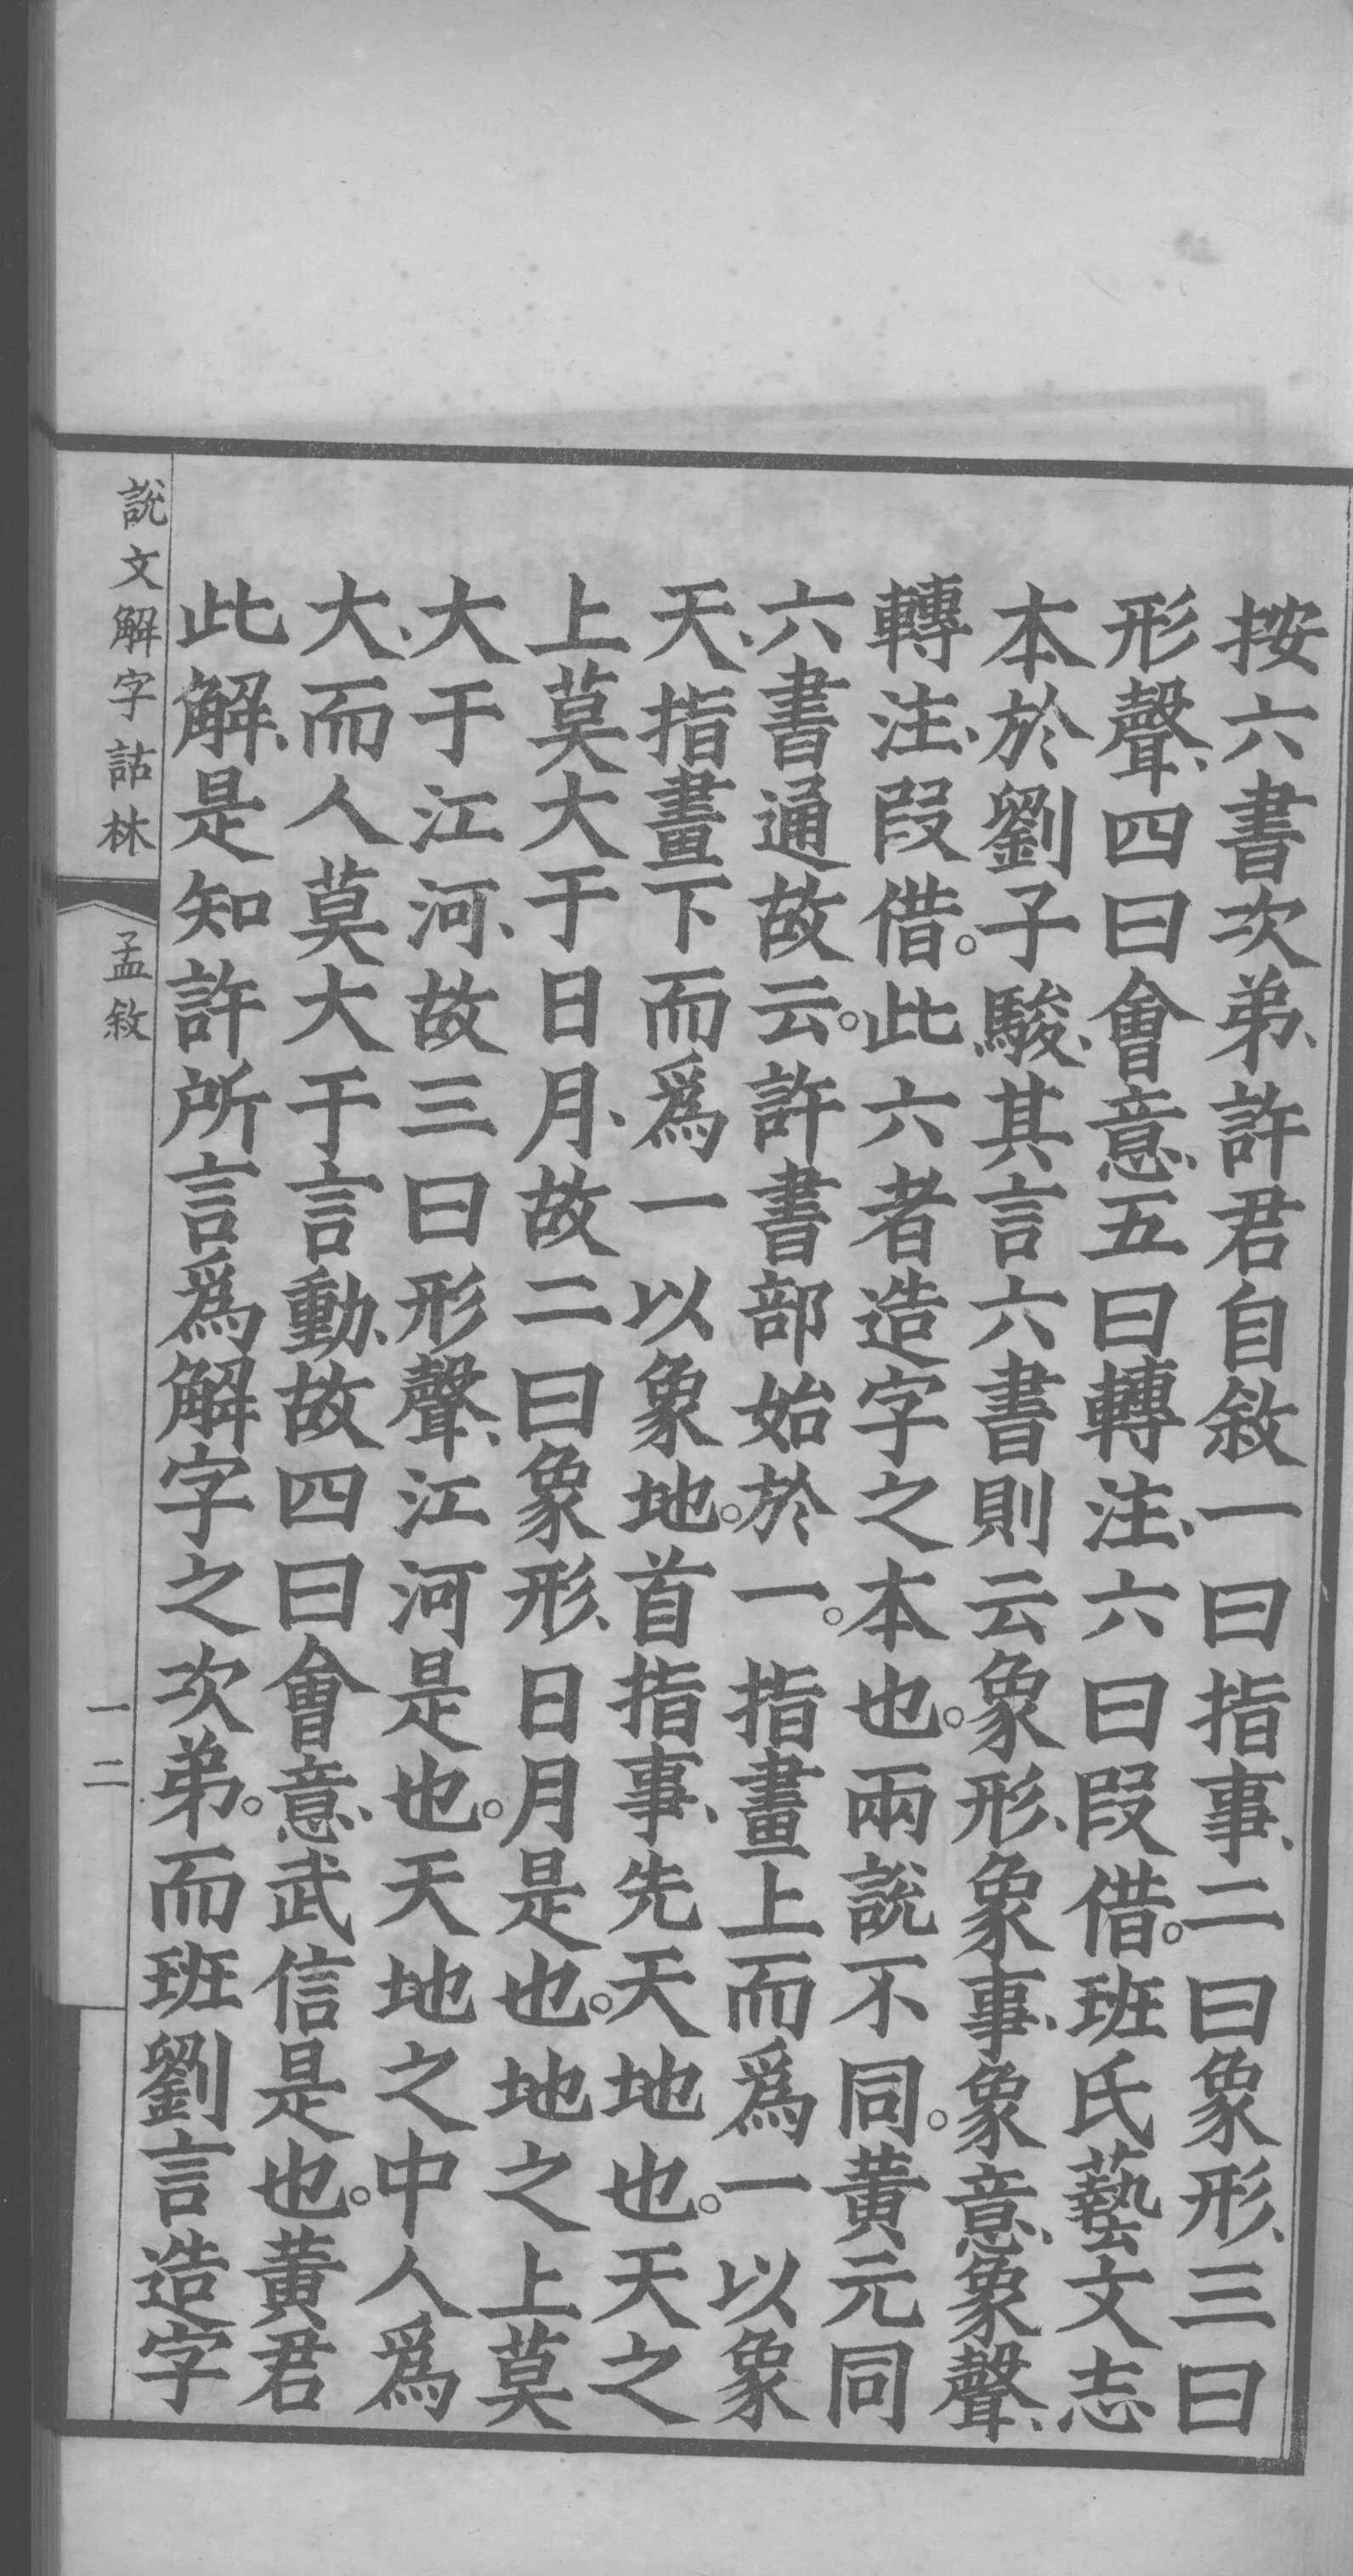 按六書次弟、許君自敘一曰指事、二曰象形、三曰
形聲、四曰會意、五曰轉注、六曰叚借。班氏藝文志、
本於劉子駿、其言六書則云象形、象事、象意、象聲、
轉注、叚借。此六者造字之本也。兩說不同。黃元同
六書通故云。許書部始於一。指畫上而爲一以象
天、指畫下而爲一以象地。首指事、先天地也。天之
上莫大于日月、故二曰象形、日月是也。地之上莫
大于江河、故三曰形聲、江河是也。天地之中人爲
大、而人莫大于言動、故四曰會意、武信是也。黃君
此解、是知許所言爲解字之次弟。而班劉言造字
說文解字詁林
孟敘
一二